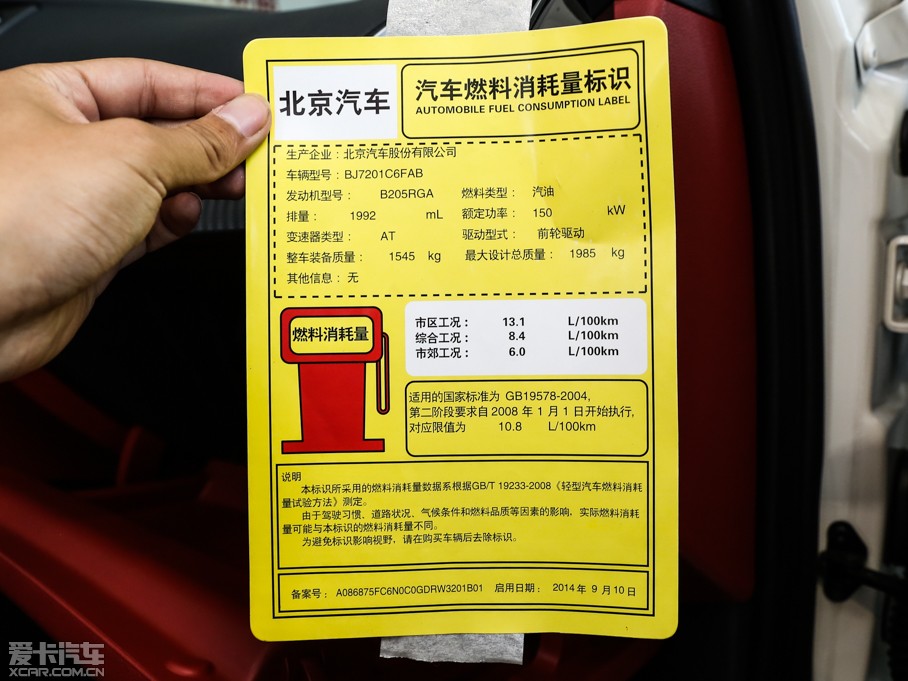 北京汽车
汽车燃料消耗量标识
AUTOMOBILE FUEL CONSUMPTION LABEL
生产企业：北京汽车股份有限公司
车辆型号：BJ7201C6FAB
发动机型号： B205RGA 燃料类型： 汽油
排量： 1992 mL 额定功率： 150 kW
变速器类型： AT 驱动型式： 前轮驱动
整车装备质量： 1545 kg 最大设计总质量： 1985 kg
其他信息：无
燃料消耗量
市区工况： 13.1 L/100km
综合工况： 8.4 L/100km
市郊工况： 6.0 L/100km
适用的国家标准为 GB19578-2004,
第二阶段要求自 2008 年 1 月 1 日开始执行,
对应限值为 10.8 L/100km
说明
本标识所采用的燃料消耗量数据系根据GB/T 19233-2008《轻型汽车燃料消耗
量试验方法》测定。
由于驾驶习惯、道路状况、气候条件和燃料品质等因素的影响，实际燃料消耗
量可能与本标识的燃料消耗量不同。
为避免标识影响视野，请在购买车辆后去除标识。
备案号： A086875FC6N0C0GDRW3201B01 启用日期： 2014 年 9 月 10 日
爱卡汽车
XCAR.COM.CN